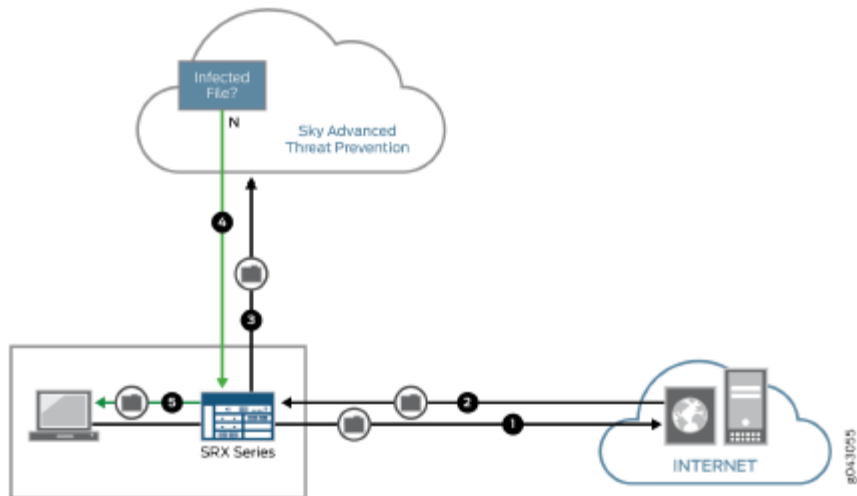 Infected
File?
N
Sky Advanced
Threat Prevention
4
3
5
2
1
SRX Series
INTERNET
g043055